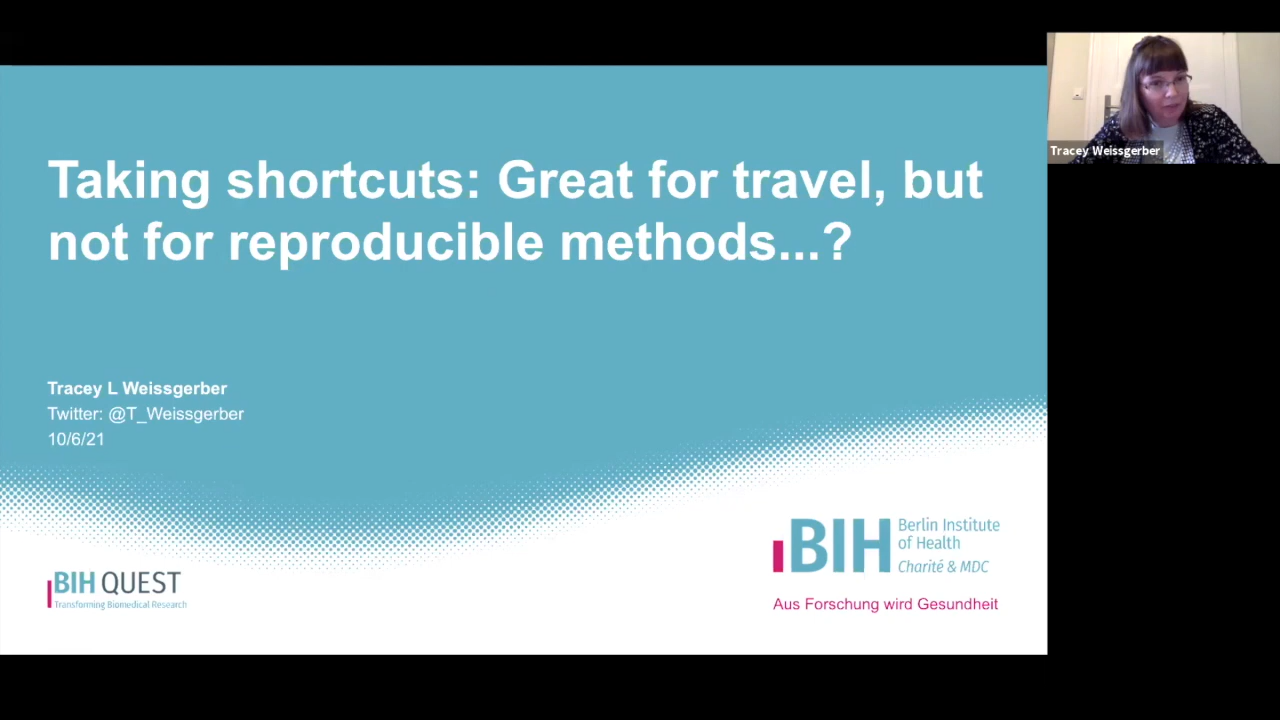 Taking shortcuts: Great for travel, but
not for reproducible methods...?
Tracey L Weissgerber
Twitter: @T_Weissgerber
10/6/21
BIH QUEST
Transforming Biomedical Research
BIH
Berlin Institute
of Health
Charité & MDC
Aus Forschung wird Gesundheit
Tracey Weissgerber